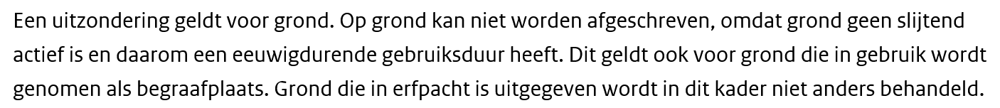 Een uitzondering geldt voor grond. Op grond kan niet worden afgeschreven, omdat grond geen slijtend
actief is en daarom een eeuwigdurende gebruiksduur heeft. Dit geldt ook voor grond die in gebruik wordt
genomen als begraafplaats. Grond die in erfpacht is uitgegeven wordt in dit kader niet anders behandeld.